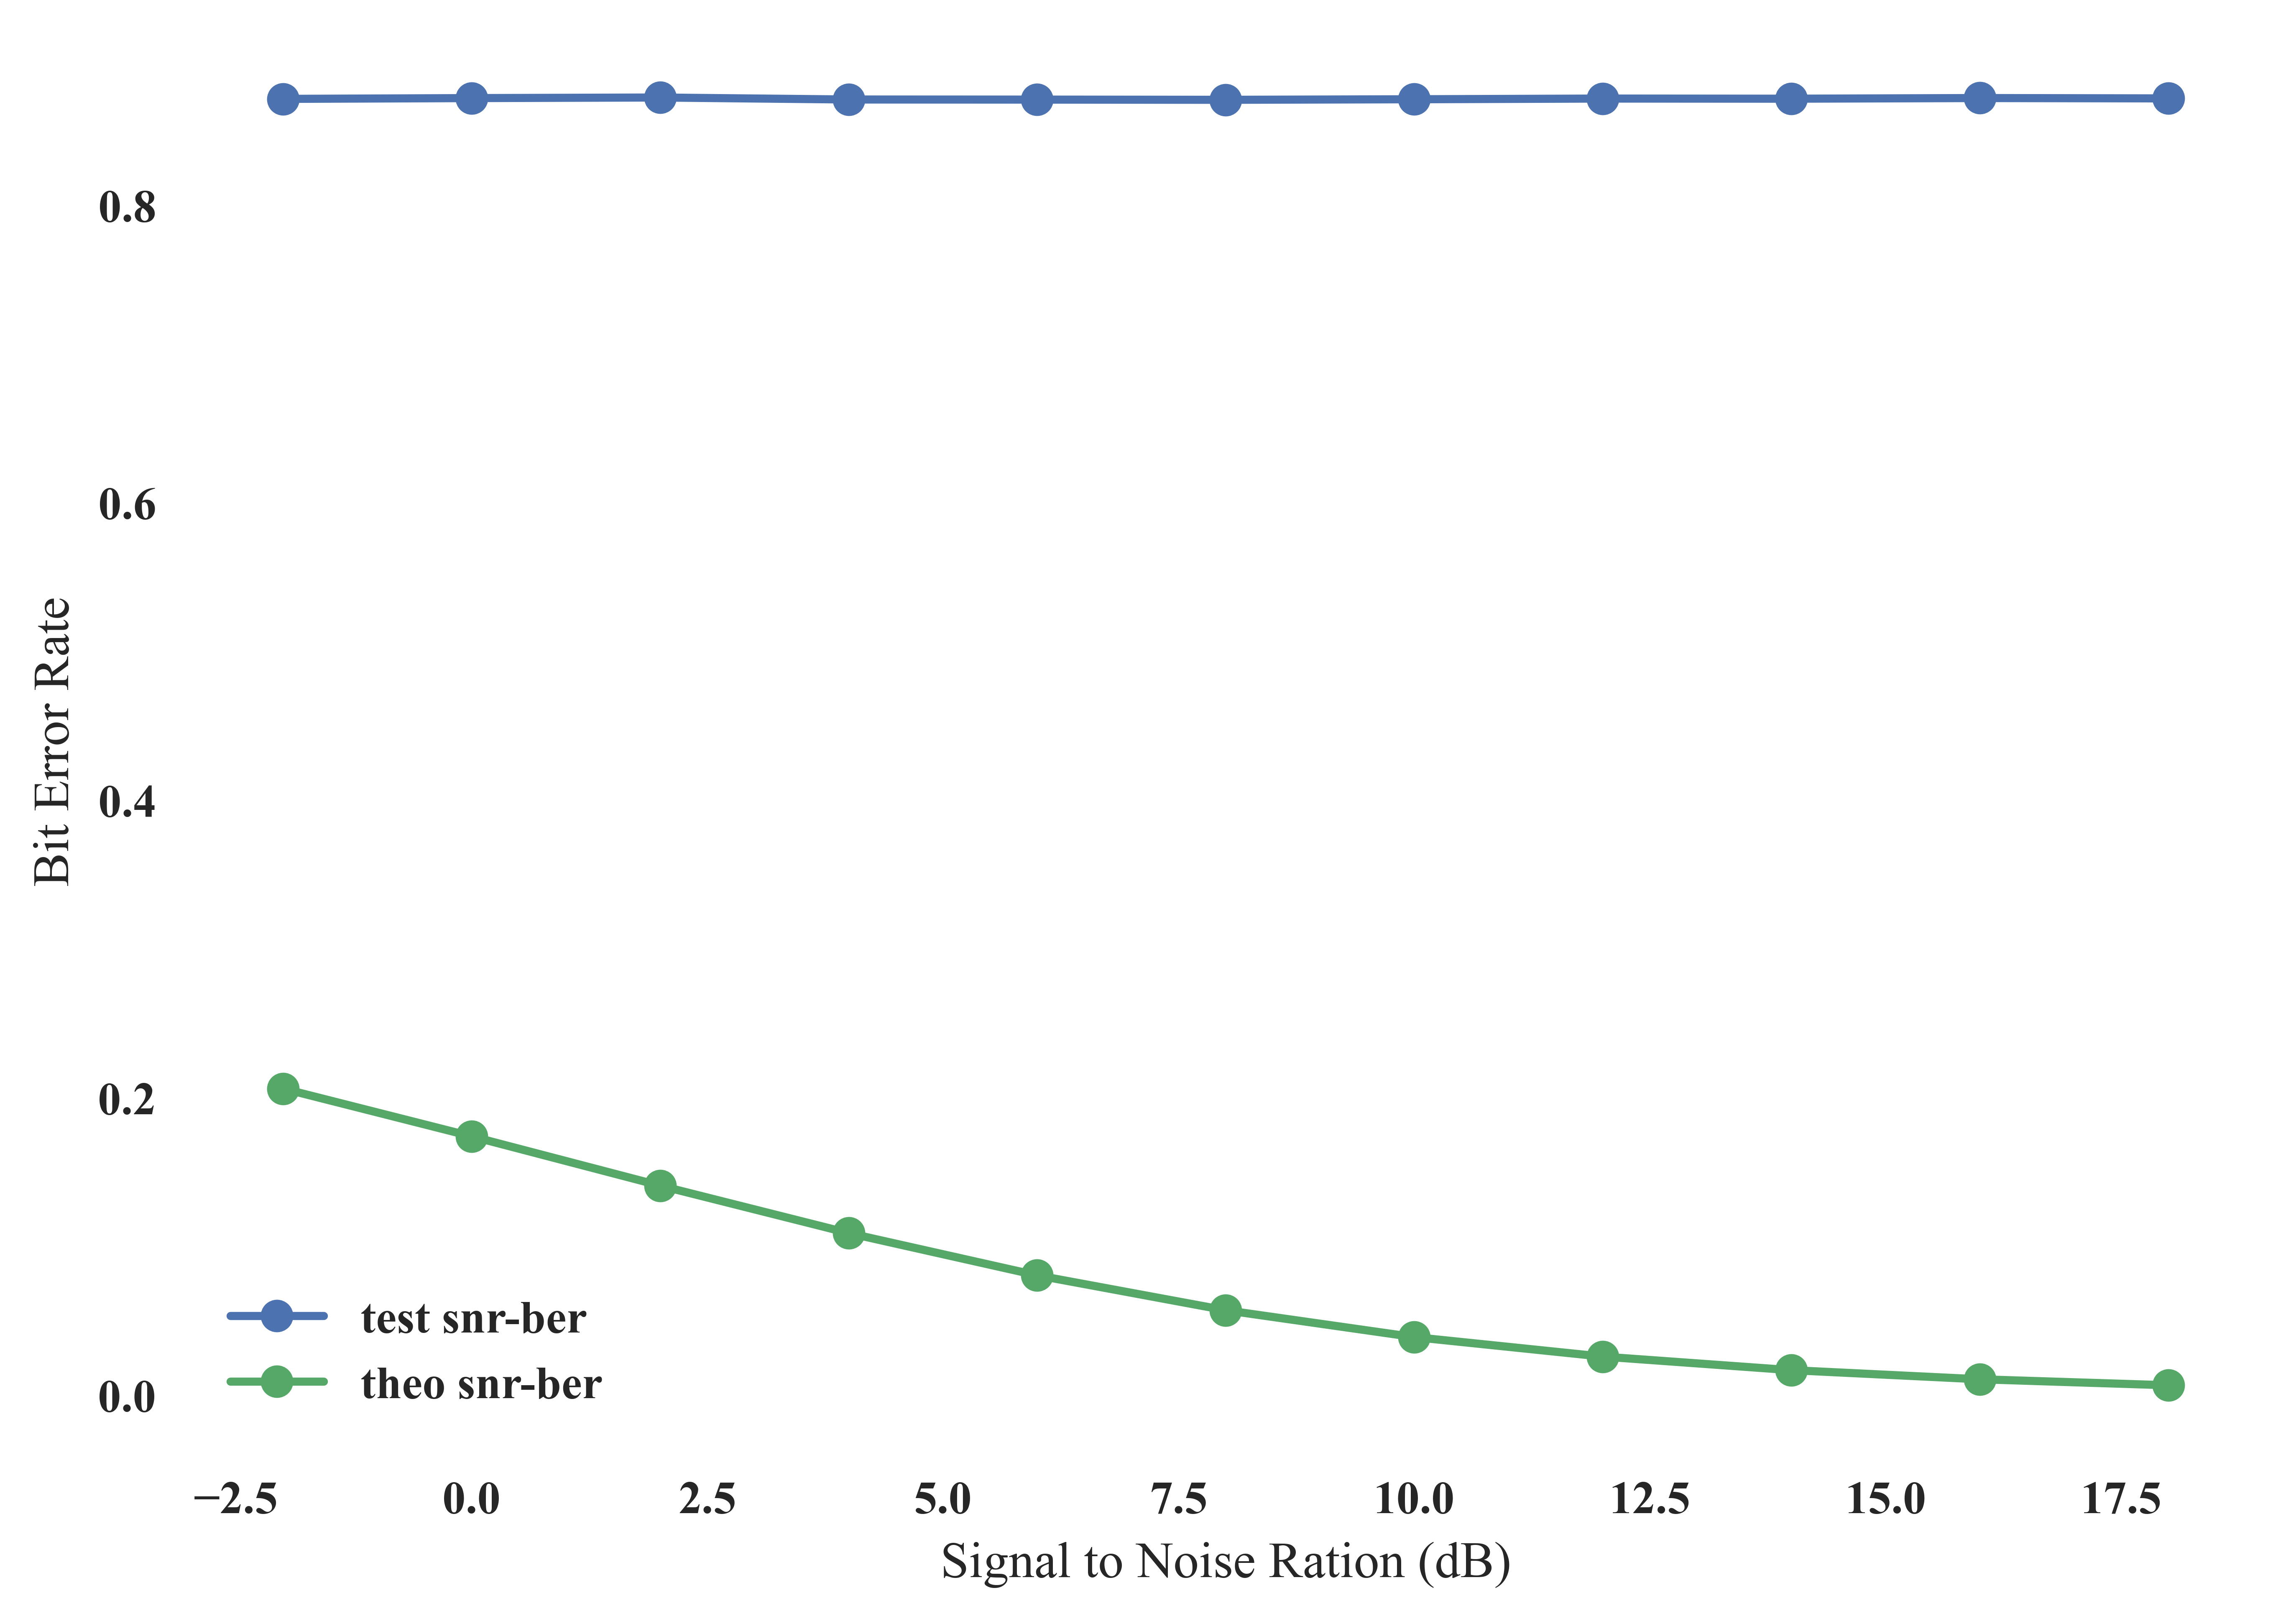 0.8
0.6
0.4
0.2
0.0
Bit Error Rate
test snr-ber
theo snr-ber
−2.5 0.0 2.5 5.0 7.5 10.0 12.5 15.0 17.5
Signal to Noise Ration (dB)